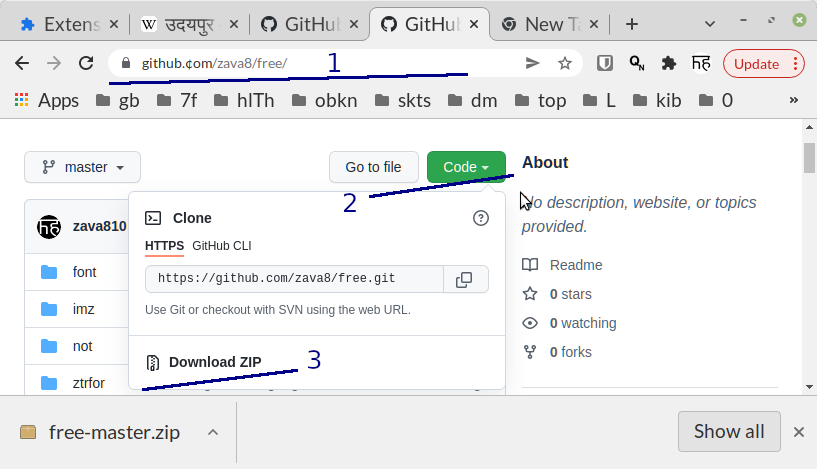 Extens
उदयपुर
GitHub
GitHub
New Ta
github.com/zava8/free/
1
Update
Apps
gb
7f
hlTh
obkn
skts
dm
top
L
kib
0
»
master
Go to file
Code
About
2
No description, website, or topics
provided.
zava810
Clone
HTTPS GitHub CLI
https://github.com/zava8/free.git
Use Git or checkout with SVN using the web URL.
Download ZIP
3
font
imz
not
ztrfor
Readme
0 stars
0 watching
0 forks
free-master.zip
Show all